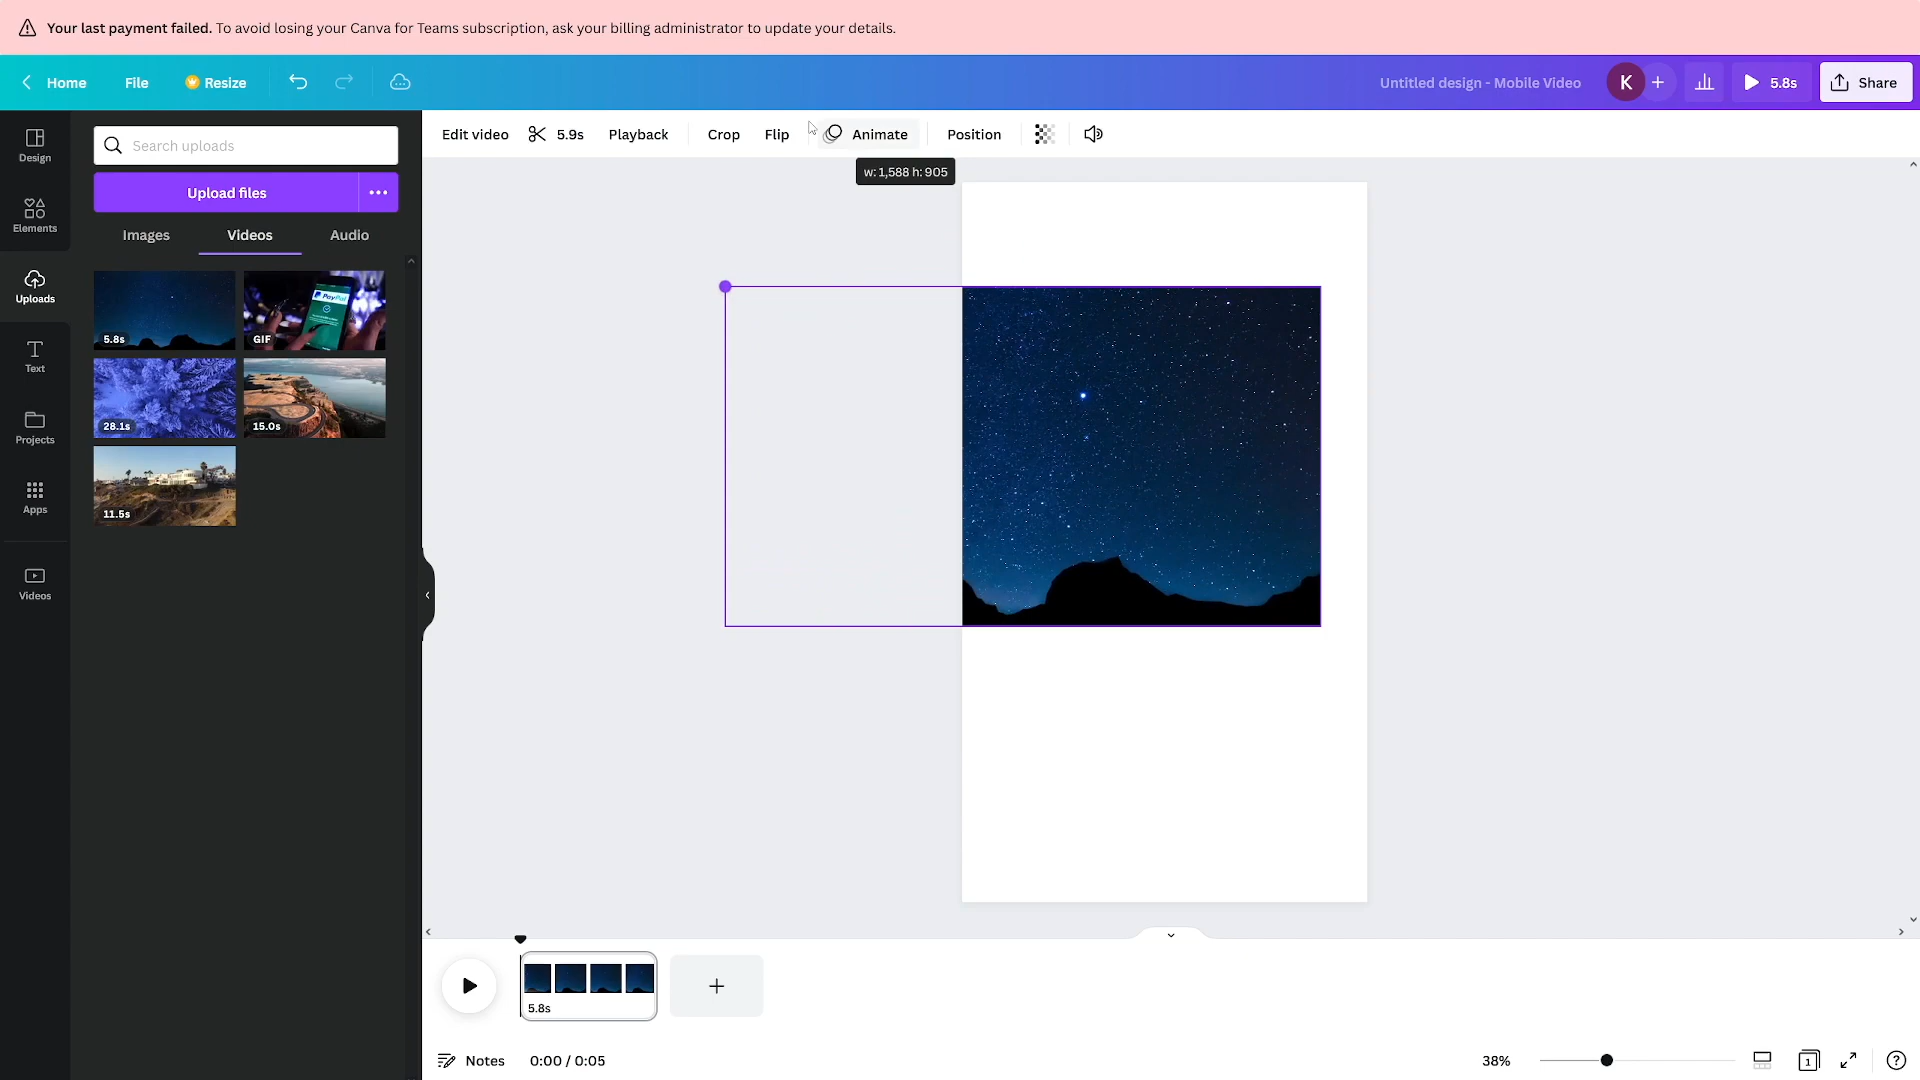 Your last payment failed. To avoid losing your Canva for Teams subscription, ask your billing administrator to update your details.
Home
File
Resize
Untitled design - Mobile Video
K
+
5.8s
Share
Design
Elements
Uploads
Text
Projects
Apps
Videos
Search uploads
Upload files
Images
Videos
Audio
5.8s
PayPal
GIF
28.1s
15.0s
11.5s
Edit video
5.9s
Playback
Crop
Flip
Animate
Position
w: 1,588 h: 905
5.8s
+
Notes
0:00 / 0:05
38%
1
?